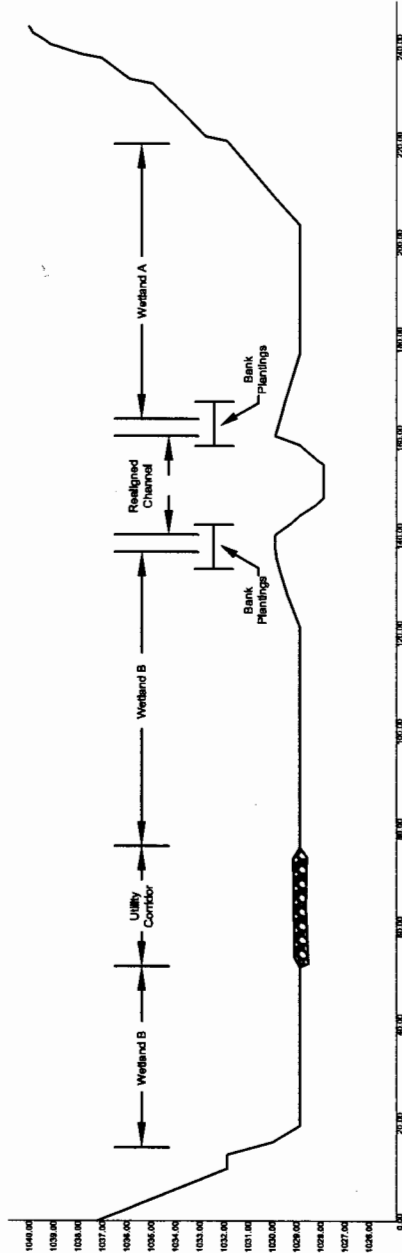 1040.00
1039.00
1038.00
1037.00
1036.00
1035.00
1034.00
1033.00
1032.00
1031.00
1030.00
1029.00
1028.00
1027.00
1026.00
Wetland B
Utility
Corridor
Wetland B
Realigned
Channel
Wetland A
Bank
Plantings
Bank
Plantings
0.00
20.00
40.00
60.00
80.00
100.00
120.00
140.00
160.00
180.00
200.00
220.00
240.00